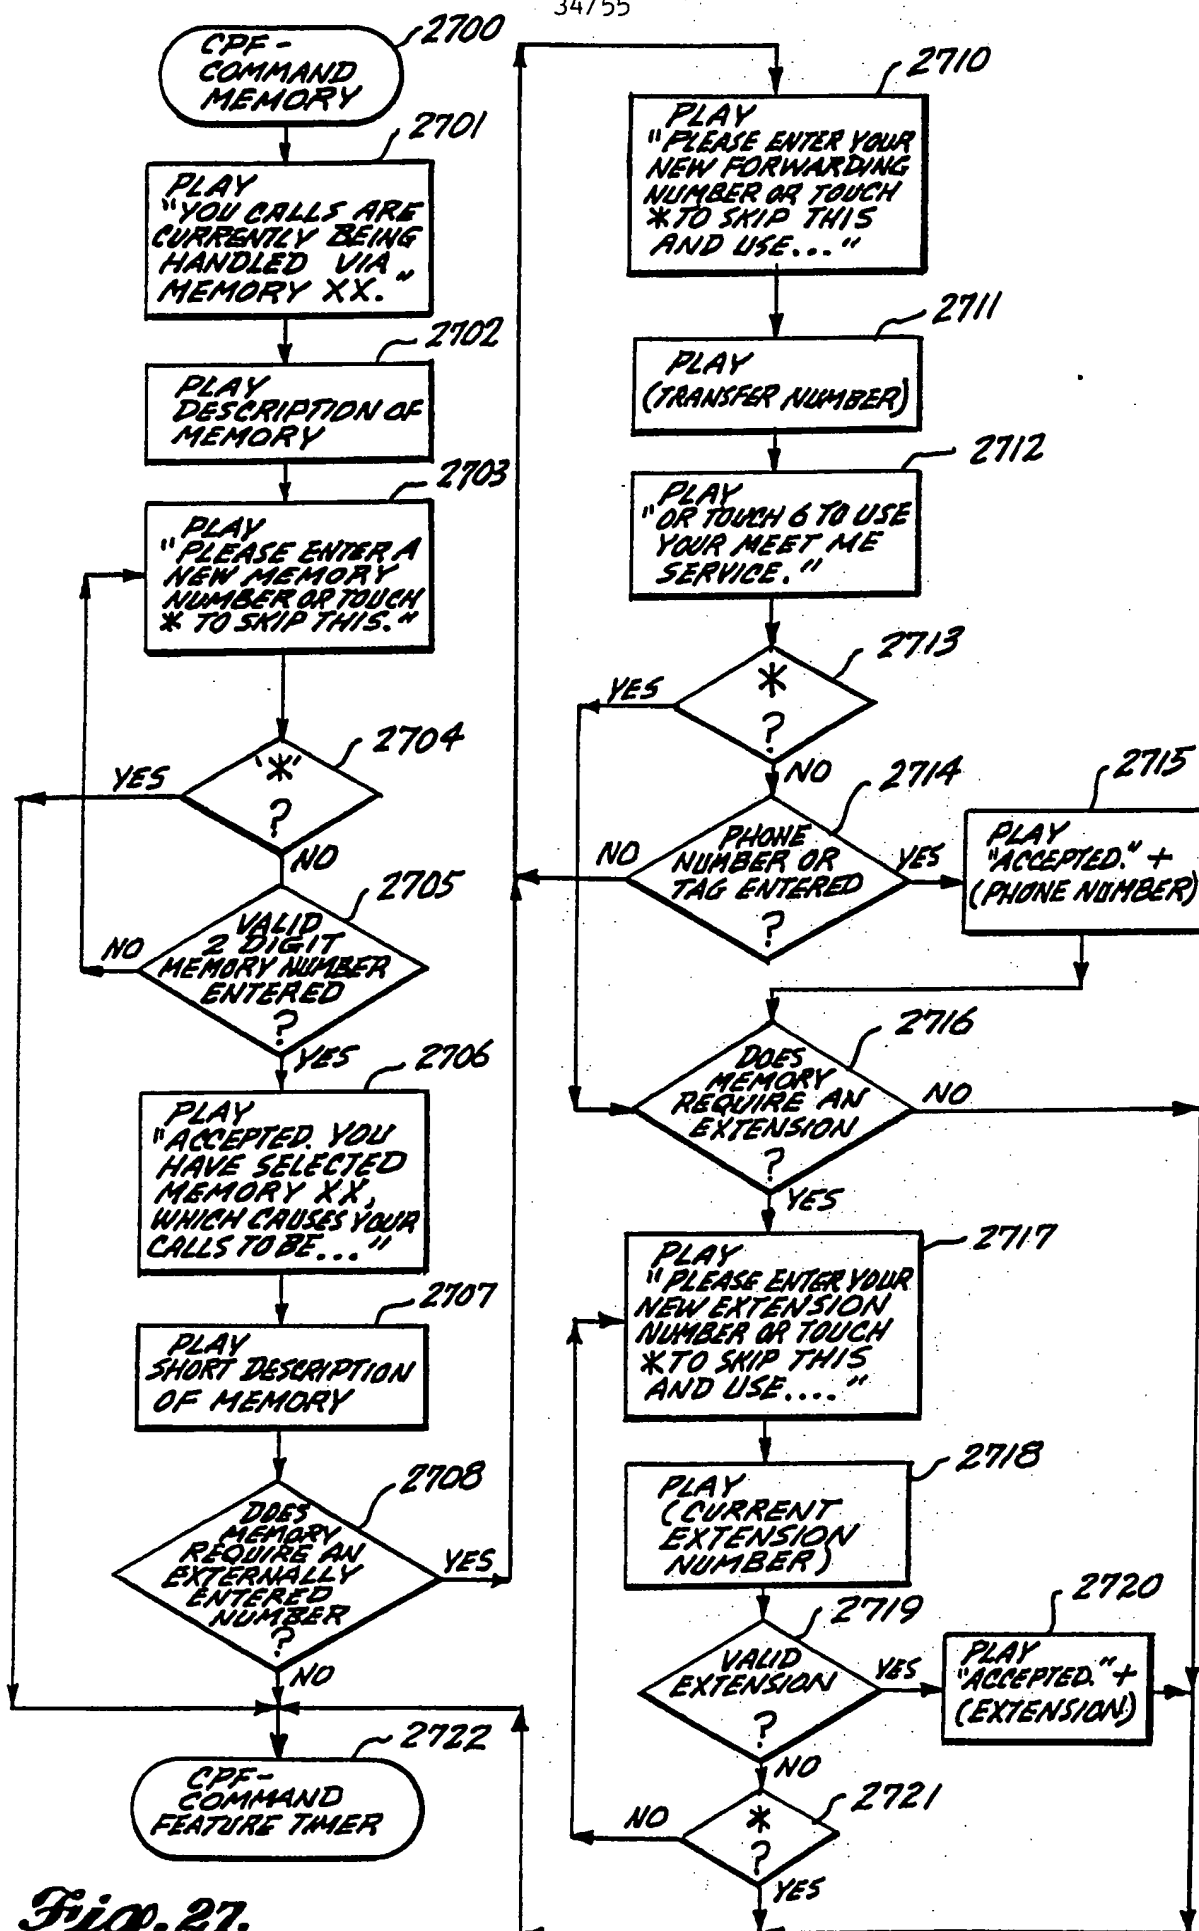 34/55
CPF-
COMMAND
MEMORY
2700
2701
PLAY
"YOU CALLS ARE
CURRENTLY BEING
HANDLED VIA
MEMORY XX."
2702
PLAY
DESCRIPTION OF
MEMORY
2703
PLAY
"PLEASE ENTER A
NEW MEMORY
NUMBER OR TOUCH
* TO SKIP THIS."
2704
"*"
?
YES
NO
2705
VALID
2 DIGIT
MEMORY NUMBER
ENTERED
?
NO
YES
2706
PLAY
"ACCEPTED. YOU
HAVE SELECTED
MEMORY XX,
WHICH CAUSES YOUR
CALLS TO BE..."
2707
PLAY
SHORT DESCRIPTION
OF MEMORY
2708
DOES
MEMORY
REQUIRE AN
EXTERNALLY
ENTERED
NUMBER
?
YES
NO
2722
CPF-
COMMAND
FEATURE TIMER
2710
PLAY
"PLEASE ENTER YOUR
NEW FORWARDING
NUMBER OR TOUCH
* TO SKIP THIS
AND USE..."
2711
PLAY
(TRANSFER NUMBER)
2712
PLAY
"OR TOUCH 6 TO USE
YOUR MEET ME
SERVICE."
2713
*
?
YES
NO
2714
PHONE
NUMBER OR
TAG ENTERED
?
NO
YES
2715
PLAY
"ACCEPTED." +
(PHONE NUMBER)
2716
DOES
MEMORY
REQUIRE AN
EXTENSION
?
NO
YES
2717
PLAY
"PLEASE ENTER YOUR
NEW EXTENSION
NUMBER OR TOUCH
* TO SKIP THIS
AND USE...."
2718
PLAY
(CURRENT
EXTENSION
NUMBER)
2719
VALID
EXTENSION
?
YES
NO
2720
PLAY
"ACCEPTED." +
(EXTENSION)
2721
*
?
NO
YES
Fig. 27.